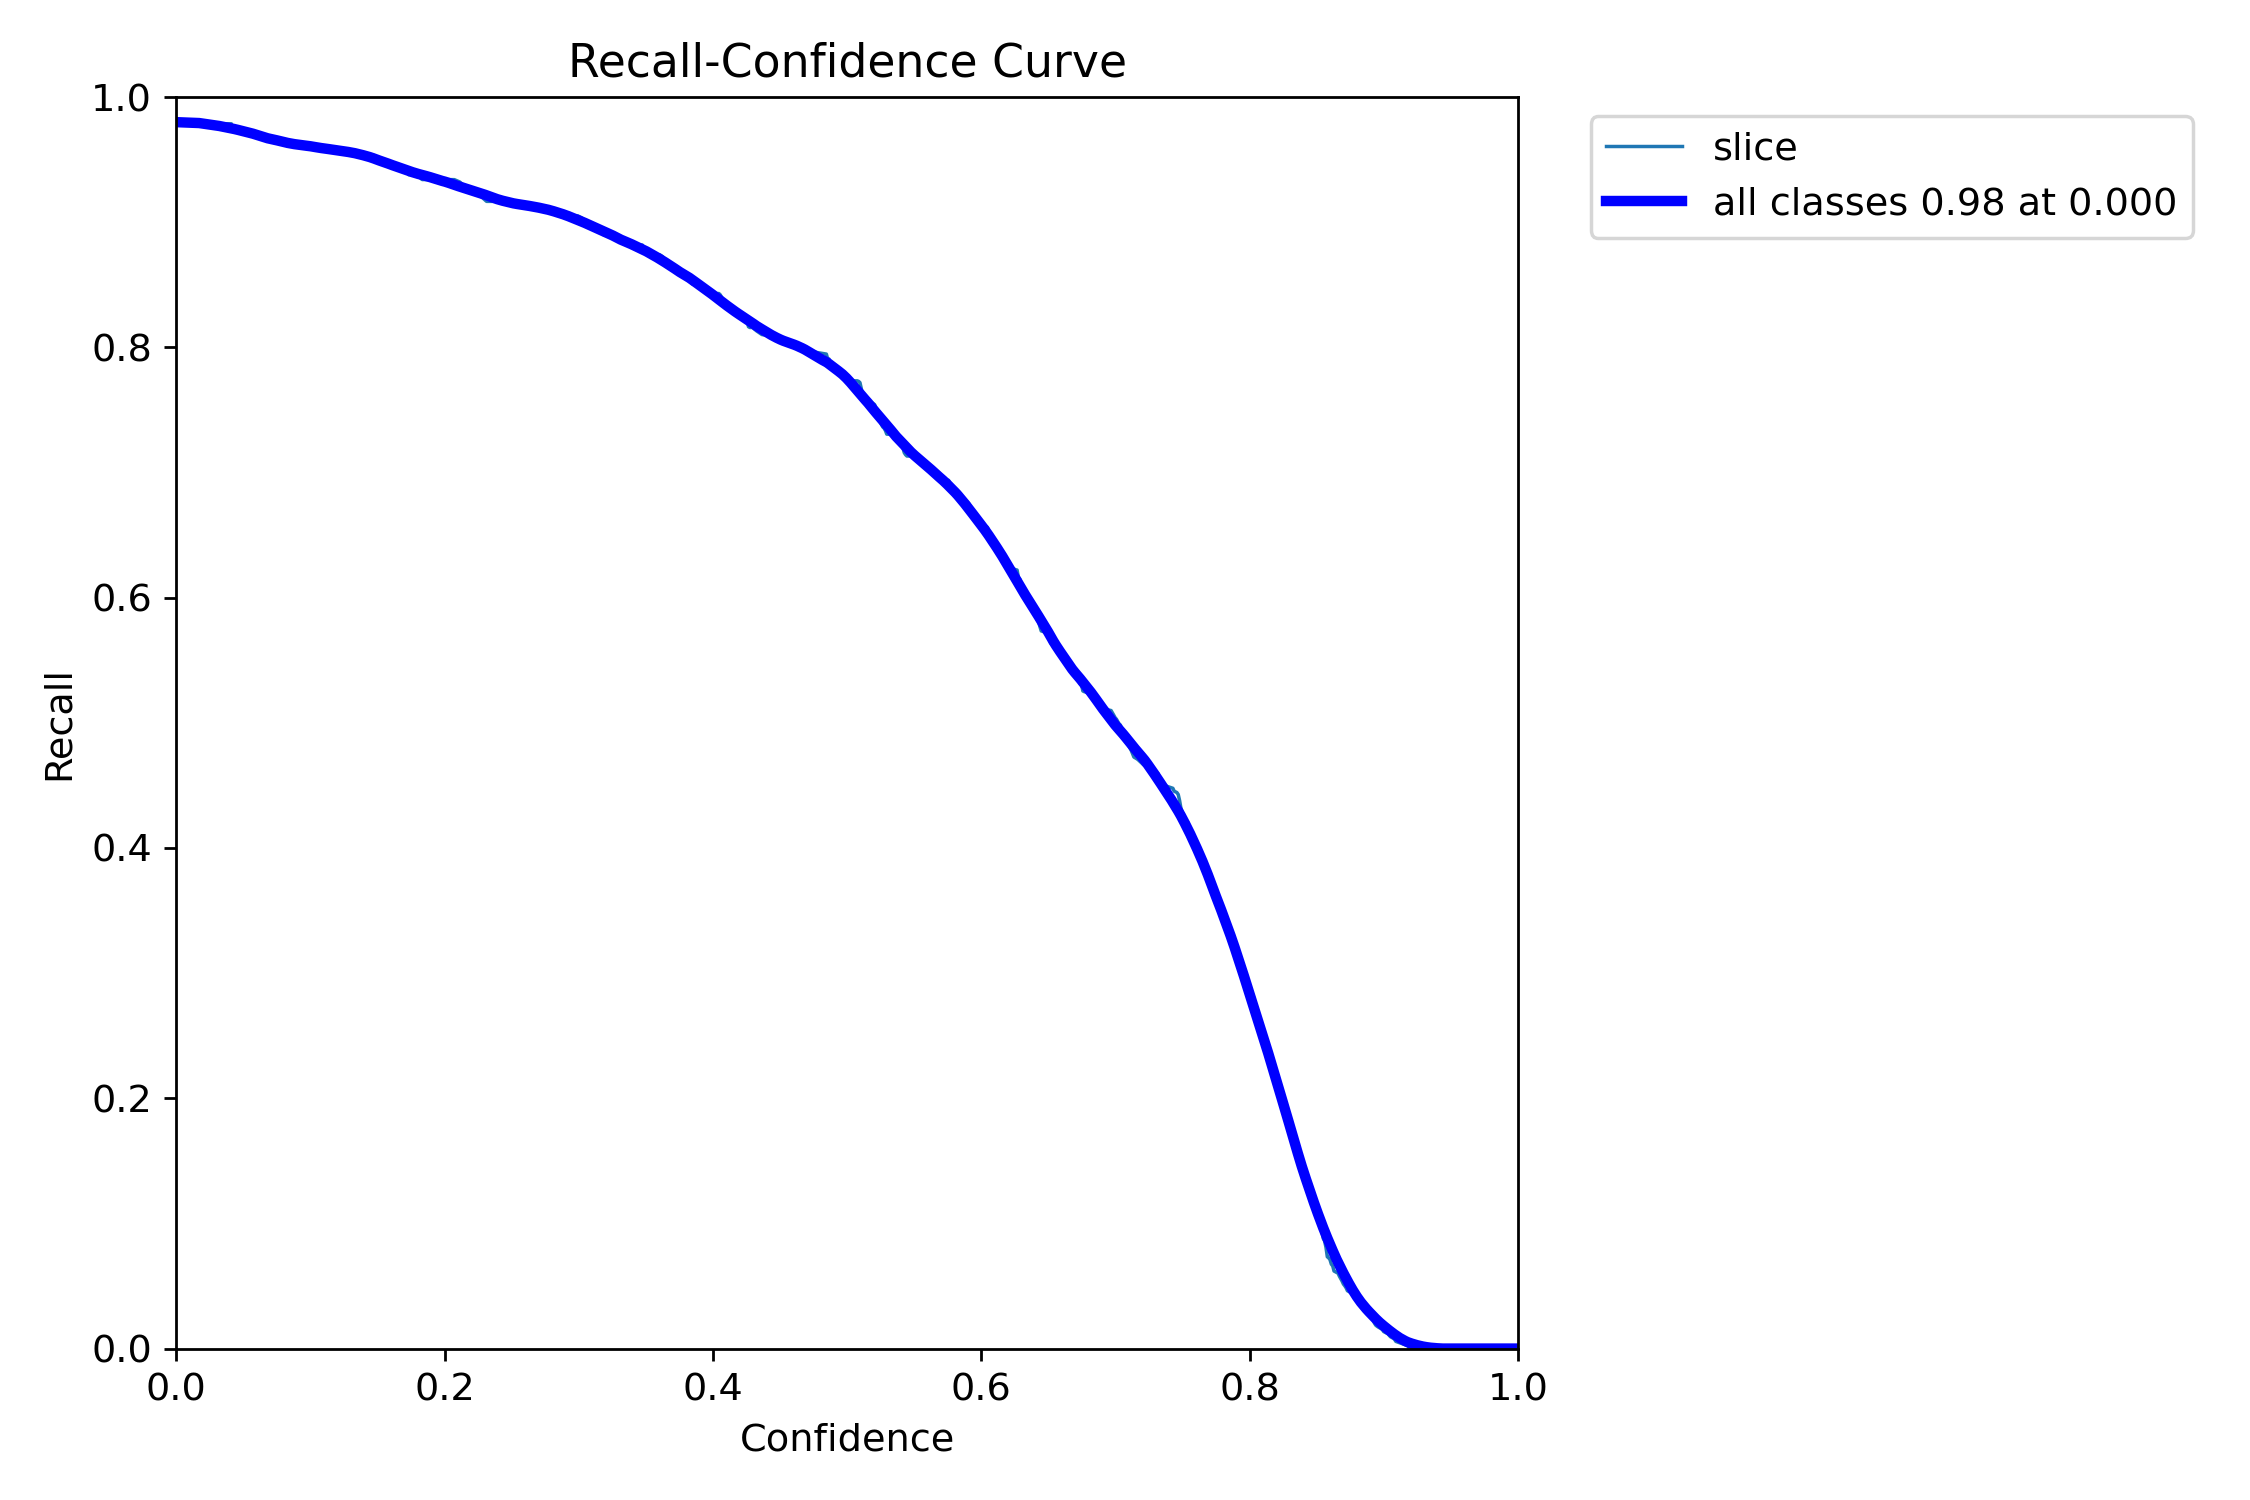 Recall-Confidence Curve
1.0
0.8
0.6
0.4
0.2
0.0
Recall
0.0 0.2 0.4 0.6 0.8 1.0
Confidence
slice
all classes 0.98 at 0.000